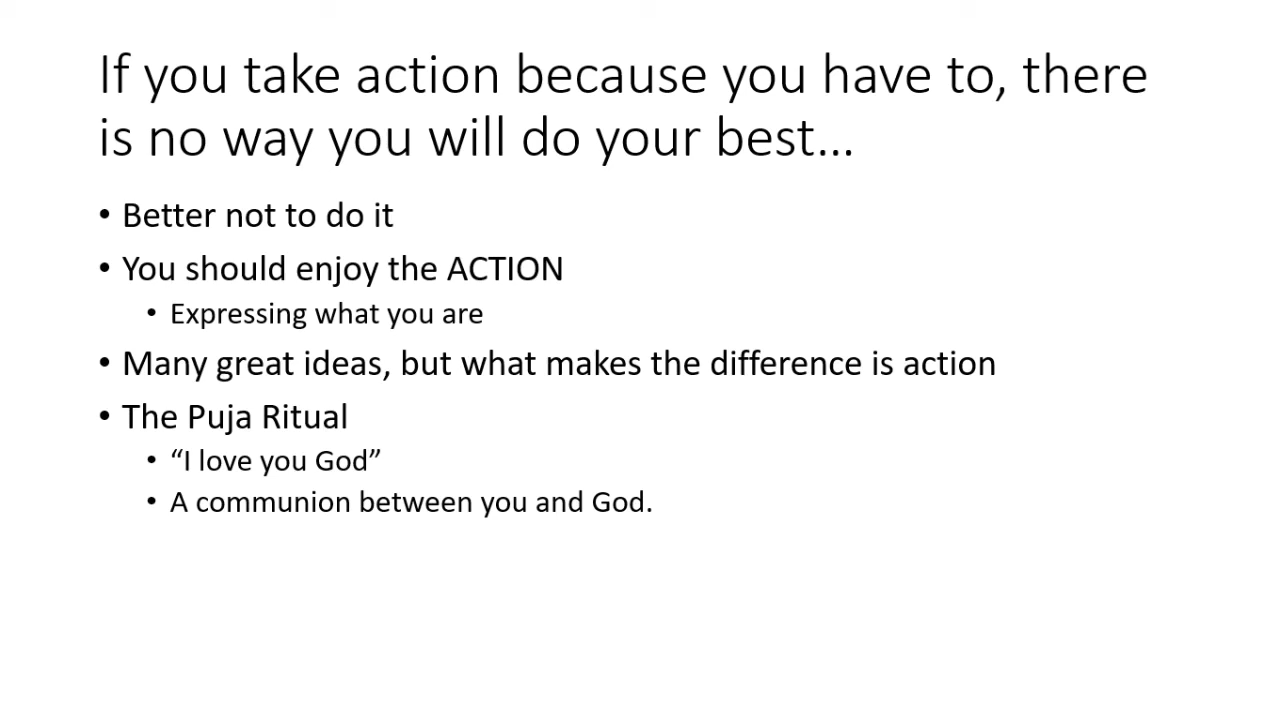 If you take action because you have to, there
is no way you will do your best…
• Better not to do it
• You should enjoy the ACTION
• Expressing what you are
• Many great ideas, but what makes the difference is action
• The Puja Ritual
• “I love you God”
• A communion between you and God.